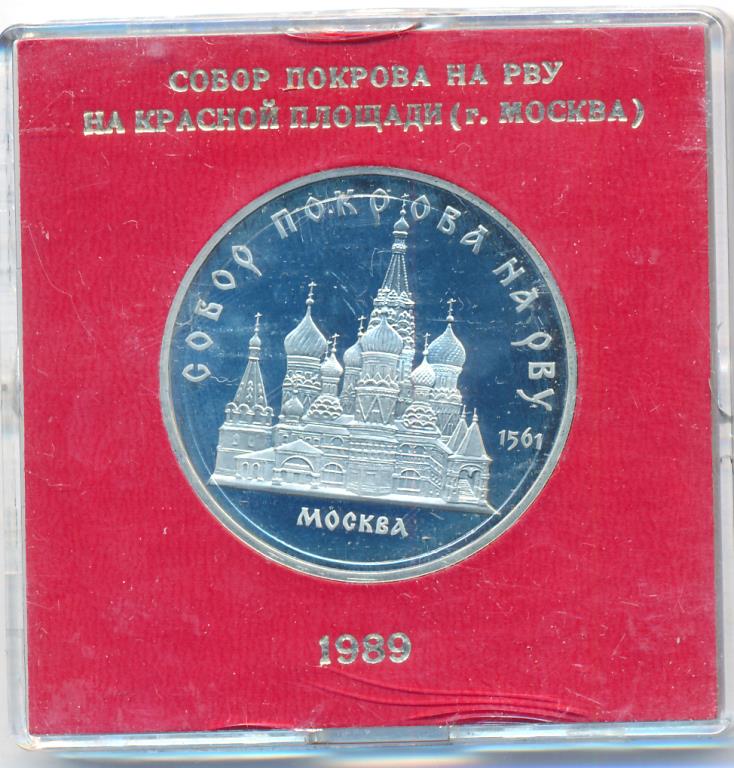 СОБОР ПОКРОВА НА РВУ
НА КРАСНОЙ ПЛОЩАДИ (г. МОСКВА)
СОБОР ПОКРОВА НА РВУ
1561
МОСКВА
1989